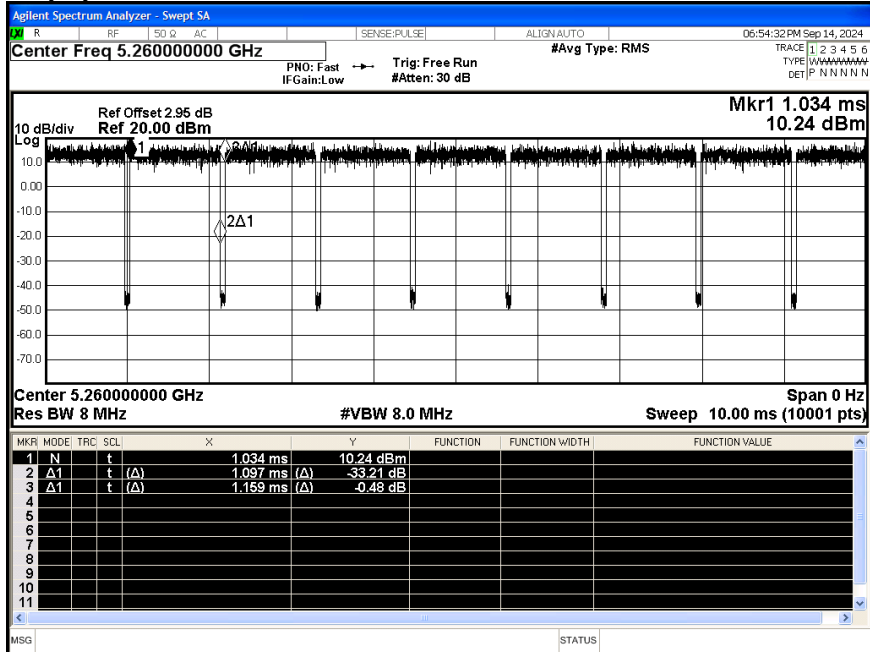 Agilent Spectrum Analyzer - Swept SA
LXI R RF 50 Ω AC SENSE:PULSE ALIGN AUTO 06:54:32 PM Sep 14, 2024
Center Freq 5.260000000 GHz #Avg Type: RMS TRACE 1 2 3 4 5 6
PNO: Fast Trig: Free Run TYPE WWWWWW
IFGain:Low #Atten: 30 dB DET P N N N N N
Mkr1 1.034 ms
Ref Offset 2.95 dB
10 dB/div Ref 20.00 dBm 10.24 dBm
Log
1 3Δ1
10.0
0.00
-10.0
2Δ1
-20.0
-30.0
-40.0
-50.0
-60.0
-70.0
Center 5.260000000 GHz Span 0 Hz
Res BW 8 MHz #VBW 8.0 MHz Sweep 10.00 ms (10001 pts)
MKR MODE TRC SCL X Y FUNCTION FUNCTION WIDTH FUNCTION VALUE
1 N t 1.034 ms 10.24 dBm
2 Δ1 t (Δ) 1.097 ms (Δ) -33.21 dB
3 Δ1 t (Δ) 1.159 ms (Δ) -0.48 dB
4
5
6
7
8
9
10
11
MSG STATUS